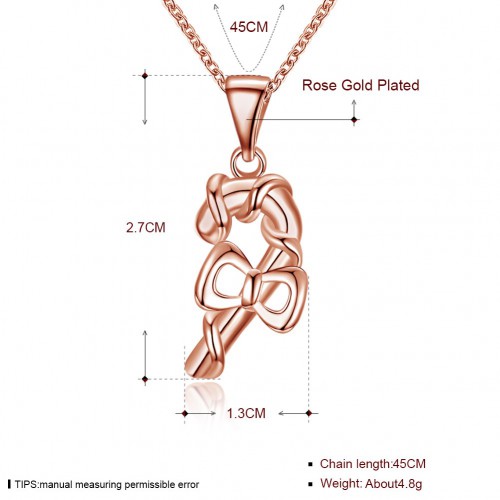 45CM
Rose Gold Plated
2.7CM
1.3CM
Chain length:45CM
Weight: About4.8g
TIPS:manual measuring permissible error